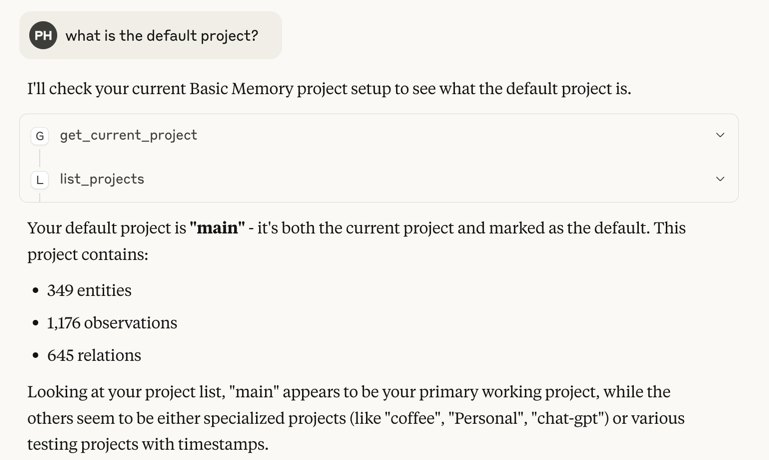 PH what is the default project?
I'll check your current Basic Memory project setup to see what the default project is.
G get_current_project
L list_projects
Your default project is "main" - it's both the current project and marked as the default. This
project contains:
• 349 entities
• 1,176 observations
• 645 relations
Looking at your project list, "main" appears to be your primary working project, while the
others seem to be either specialized projects (like "coffee", "Personal", "chat-gpt") or various
testing projects with timestamps.